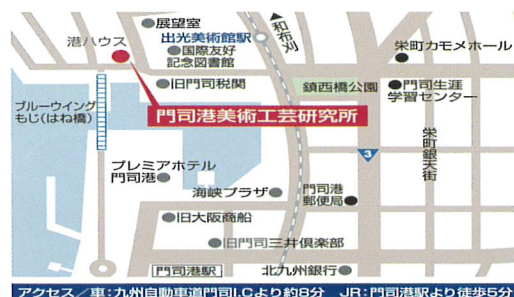 展望室
▲和布刈
出光美術館駅
港ハウス
国際友好
記念図書館
栄町カモメホール
旧門司税関
鎮西橋公園
門司生涯
学習センター
ブルーウイング
もじ(はね橋)
門司港美術工芸研究所
栄町銀天街
3
プレミアホテル
門司港
海峡プラザ
門司港
郵便局
旧大阪商船
旧門司三井倶楽部
門司港駅
北九州銀行
アクセス/車:九州自動車道門司I.Cより約8分 JR:門司港駅より徒歩5分